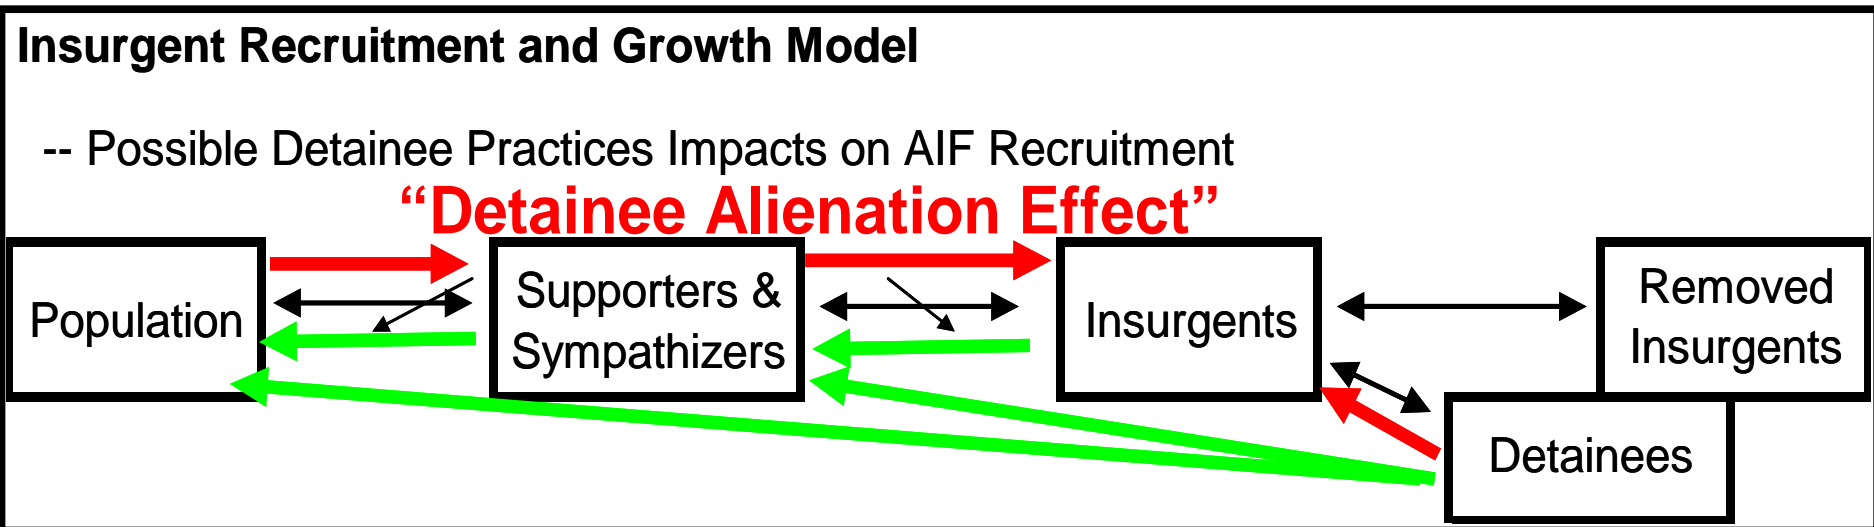 Insurgent Recruitment and Growth Model
-- Possible Detainee Practices Impacts on AIF Recruitment
“Detainee Alienation Effect”
Population
Supporters &
Sympathizers
Insurgents
Removed
Insurgents
Detainees